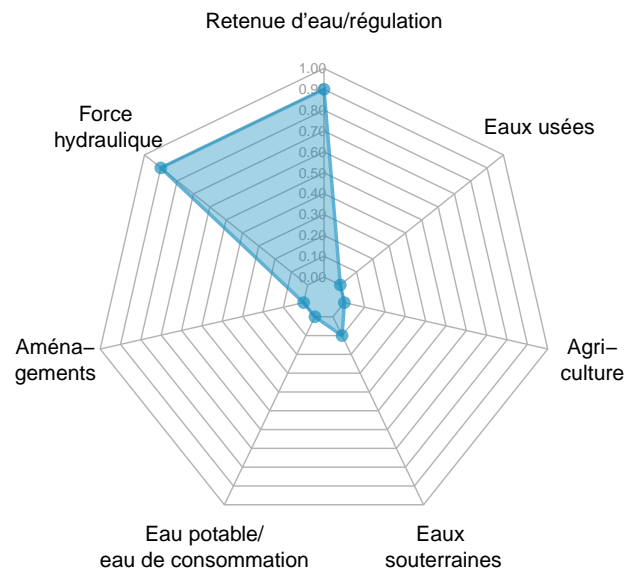 Retenue d'eau/régulation
1.00
0.90
0.80
0.70
0.60
0.50
0.40
0.30
0.20
0.10
0.00
Force
hydraulique
Eaux usées
Aména–
gements
Agri–
culture
Eau potable/
eau de consommation
Eaux
souterraines